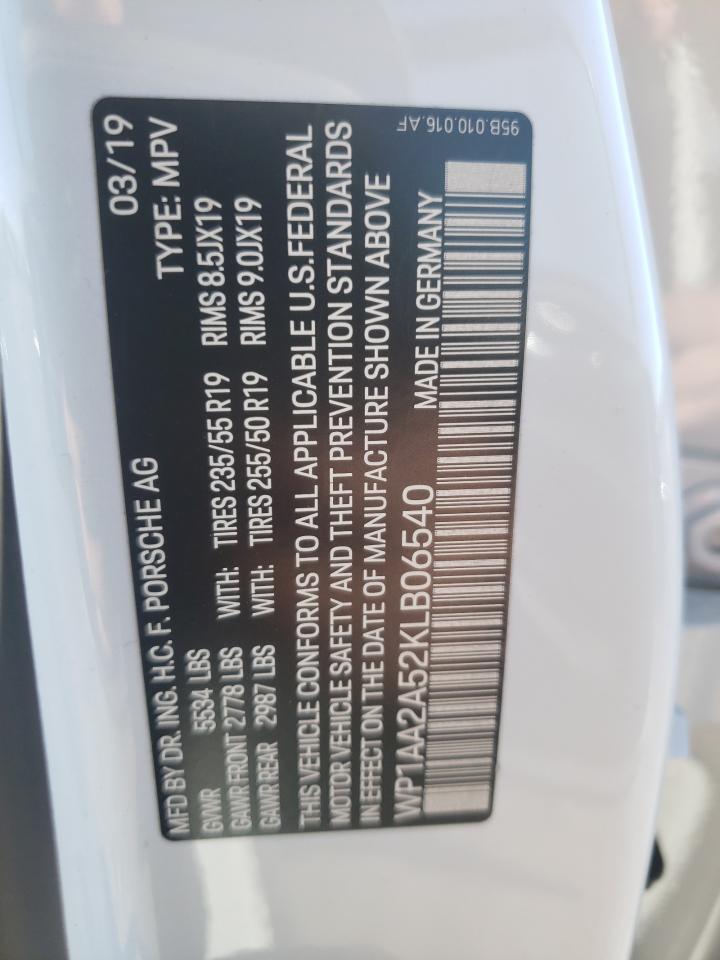 MFD BY DR. ING. H.C. F. PORSCHE AG 03/19
GVWR 5534 LBS TYPE: MPV
GAWR FRONT 2778 LBS WITH: TIRES 235/55 R19 RIMS 8.5JX19
GAWR REAR 2987 LBS WITH: TIRES 255/50 R19 RIMS 9.0JX19
THIS VEHICLE CONFORMS TO ALL APPLICABLE U.S.FEDERAL
MOTOR VEHICLE SAFETY AND THEFT PREVENTION STANDARDS
IN EFFECT ON THE DATE OF MANUFACTURE SHOWN ABOVE
WP1AA2A52KLB06540 MADE IN GERMANY
95B.010.016.AF